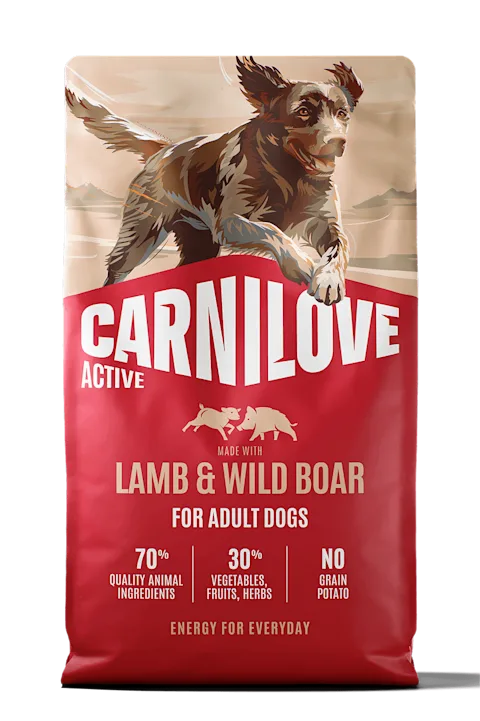 CARNILOVE
ACTIVE
MADE WITH
LAMB & WILD BOAR
FOR ADULT DOGS
70%
QUALITY ANIMAL
INGREDIENTS
30%
VEGETABLES,
FRUITS, HERBS
NO
GRAIN
POTATO
ENERGY FOR EVERYDAY